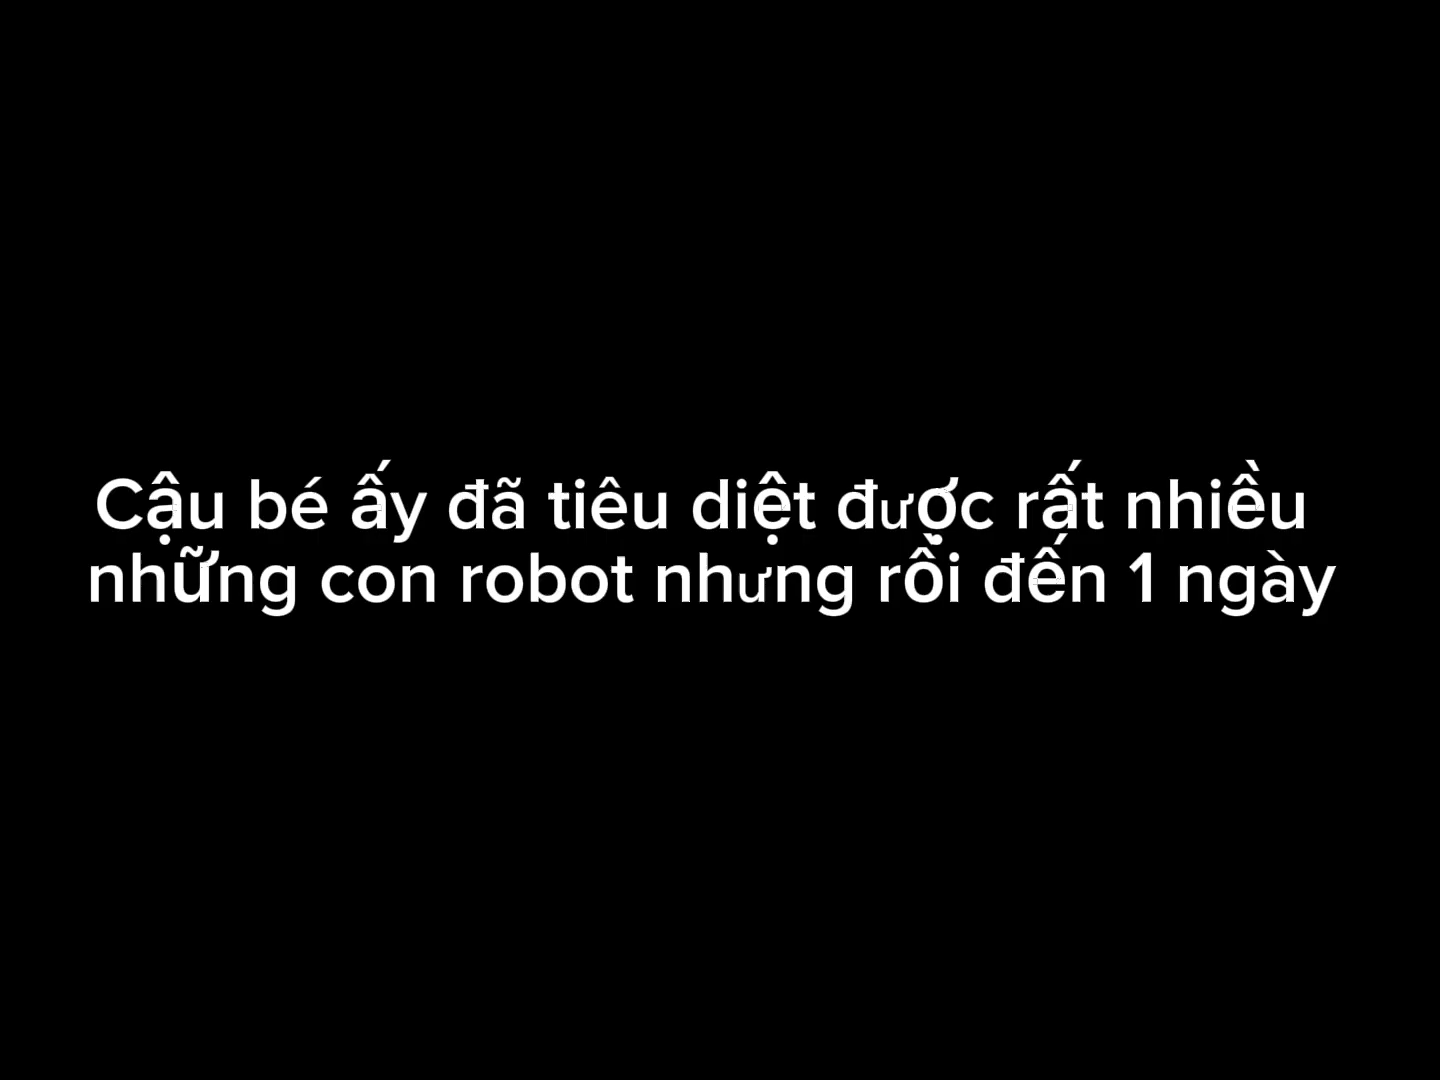 Cậu bé ấy đã tiêu diệt được rất nhiều
những con robot nhưng rồi đến 1 ngày